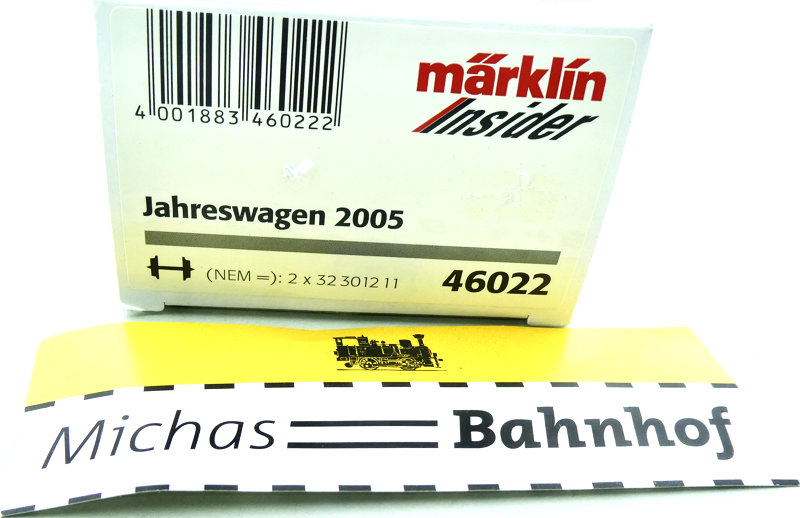 märklin
Insider
4 001883 460222
Jahreswagen 2005
(NEM =): 2 x 32 3012 11
46022
Michas Bahnhof